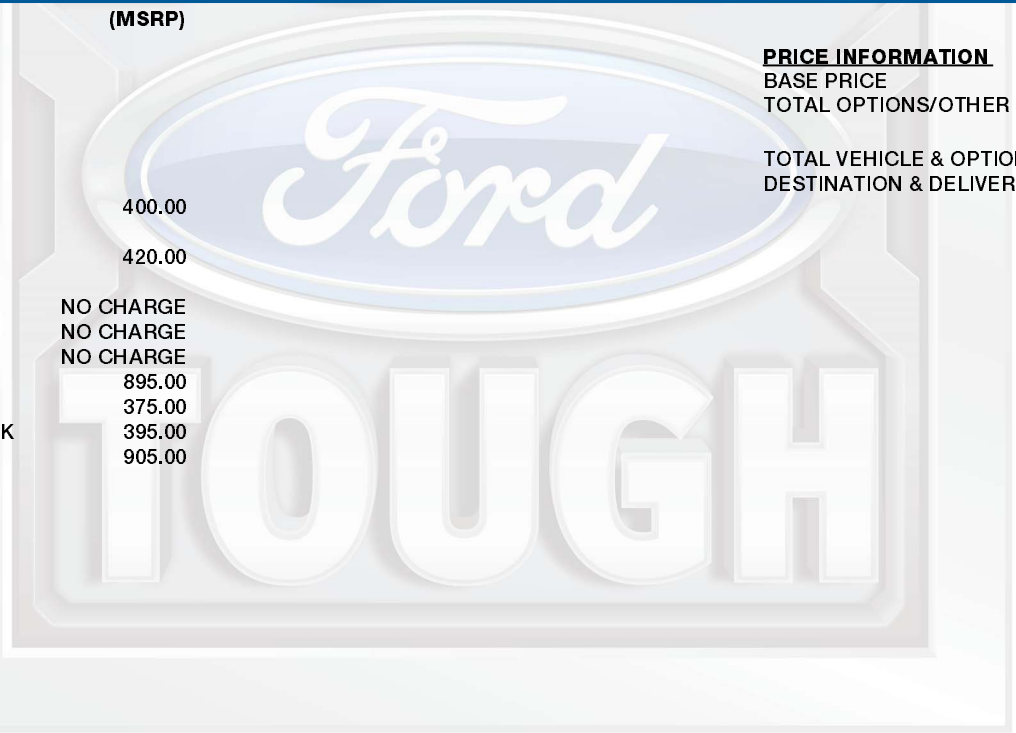 (MSRP)
400.00
420.00
NO CHARGE
NO CHARGE
NO CHARGE
895.00
375.00
K 395.00
905.00
PRICE INFORMATION
BASE PRICE
TOTAL OPTIONS/OTHER
TOTAL VEHICLE & OPTIO
DESTINATION & DELIVER
Ford
TOUGH